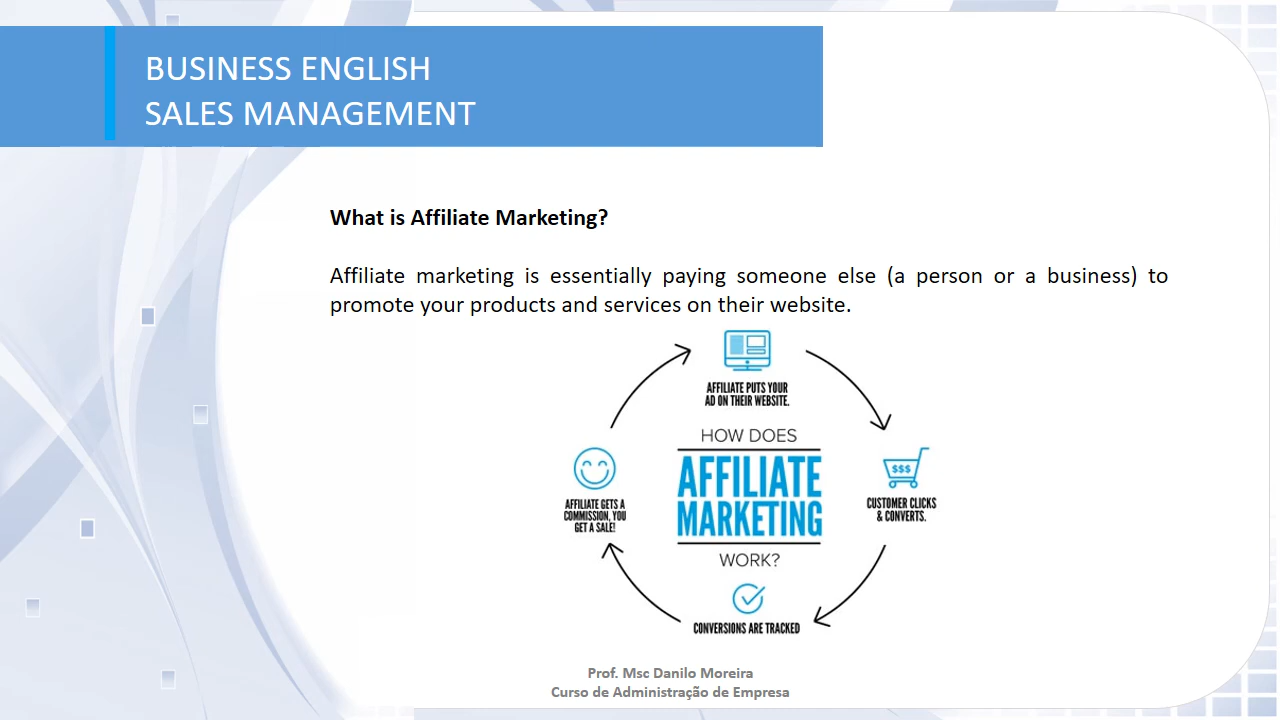 BUSINESS ENGLISH
SALES MANAGEMENT
What is Affiliate Marketing?
Affiliate marketing is essentially paying someone else (a person or a business) to
promote your products and services on their website.
AFFILIATE PUTS YOUR
AD ON THEIR WEBSITE.
HOW DOES
AFFILIATE
MARKETING
WORK?
$$$
CUSTOMER CLICKS
& CONVERTS.
CONVERSIONS ARE TRACKED
AFFILIATE GETS A
COMMISSION, YOU
GET A SALE!
Prof. Msc Danilo Moreira
Curso de Administração de Empresa